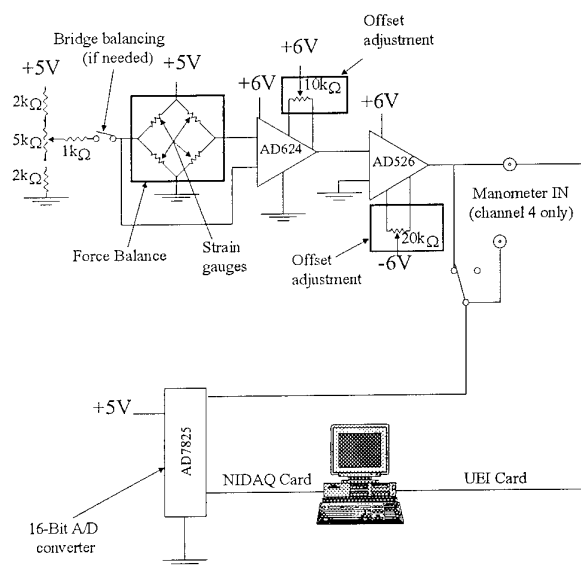 Offset
adjustment
Bridge balancing
(if needed)
+6V
+5V
+5V
+6V
10kΩ
2kΩ
+6V
5kΩ
1kΩ
AD624
AD526
2kΩ
Manometer IN
(channel 4 only)
20kΩ
Force Balance
Strain
gauges
Offset
adjustment
-6V
+5V
AD7825
NIDAQ Card
UEI Card
16-Bit A/D
converter